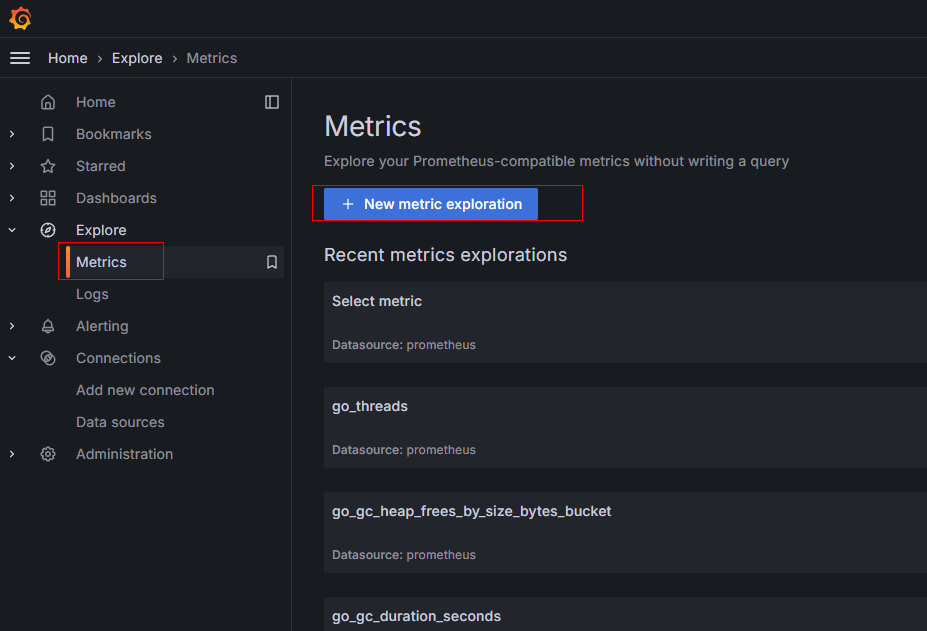 Home › Explore › Metrics
Home
Bookmarks
Starred
Dashboards
Explore
Metrics
Logs
Alerting
Connections
Add new connection
Data sources
Administration
Metrics
Explore your Prometheus-compatible metrics without writing a query
+ New metric exploration
Recent metrics explorations
Select metric
Datasource: prometheus
go_threads
Datasource: prometheus
go_gc_heap_frees_by_size_bytes_bucket
Datasource: prometheus
go_gc_duration_seconds